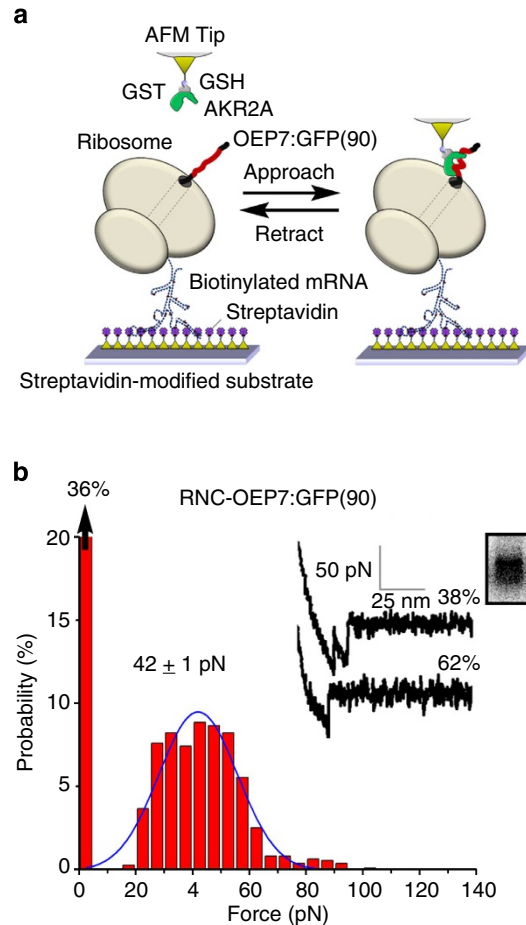 a
AFM Tip
GST
GSH
AKR2A
Ribosome
OEP7:GFP(90)
Approach
Retract
Biotinylated mRNA
Streptavidin
Streptavidin-modified substrate
b
36%
RNC-OEP7:GFP(90)
20
15
10
5
0
Probability (%)
42 ± 1 pN
50 pN
25 nm
38%
62%
0 20 4 0 60 80 100 120 140
Force (pN)